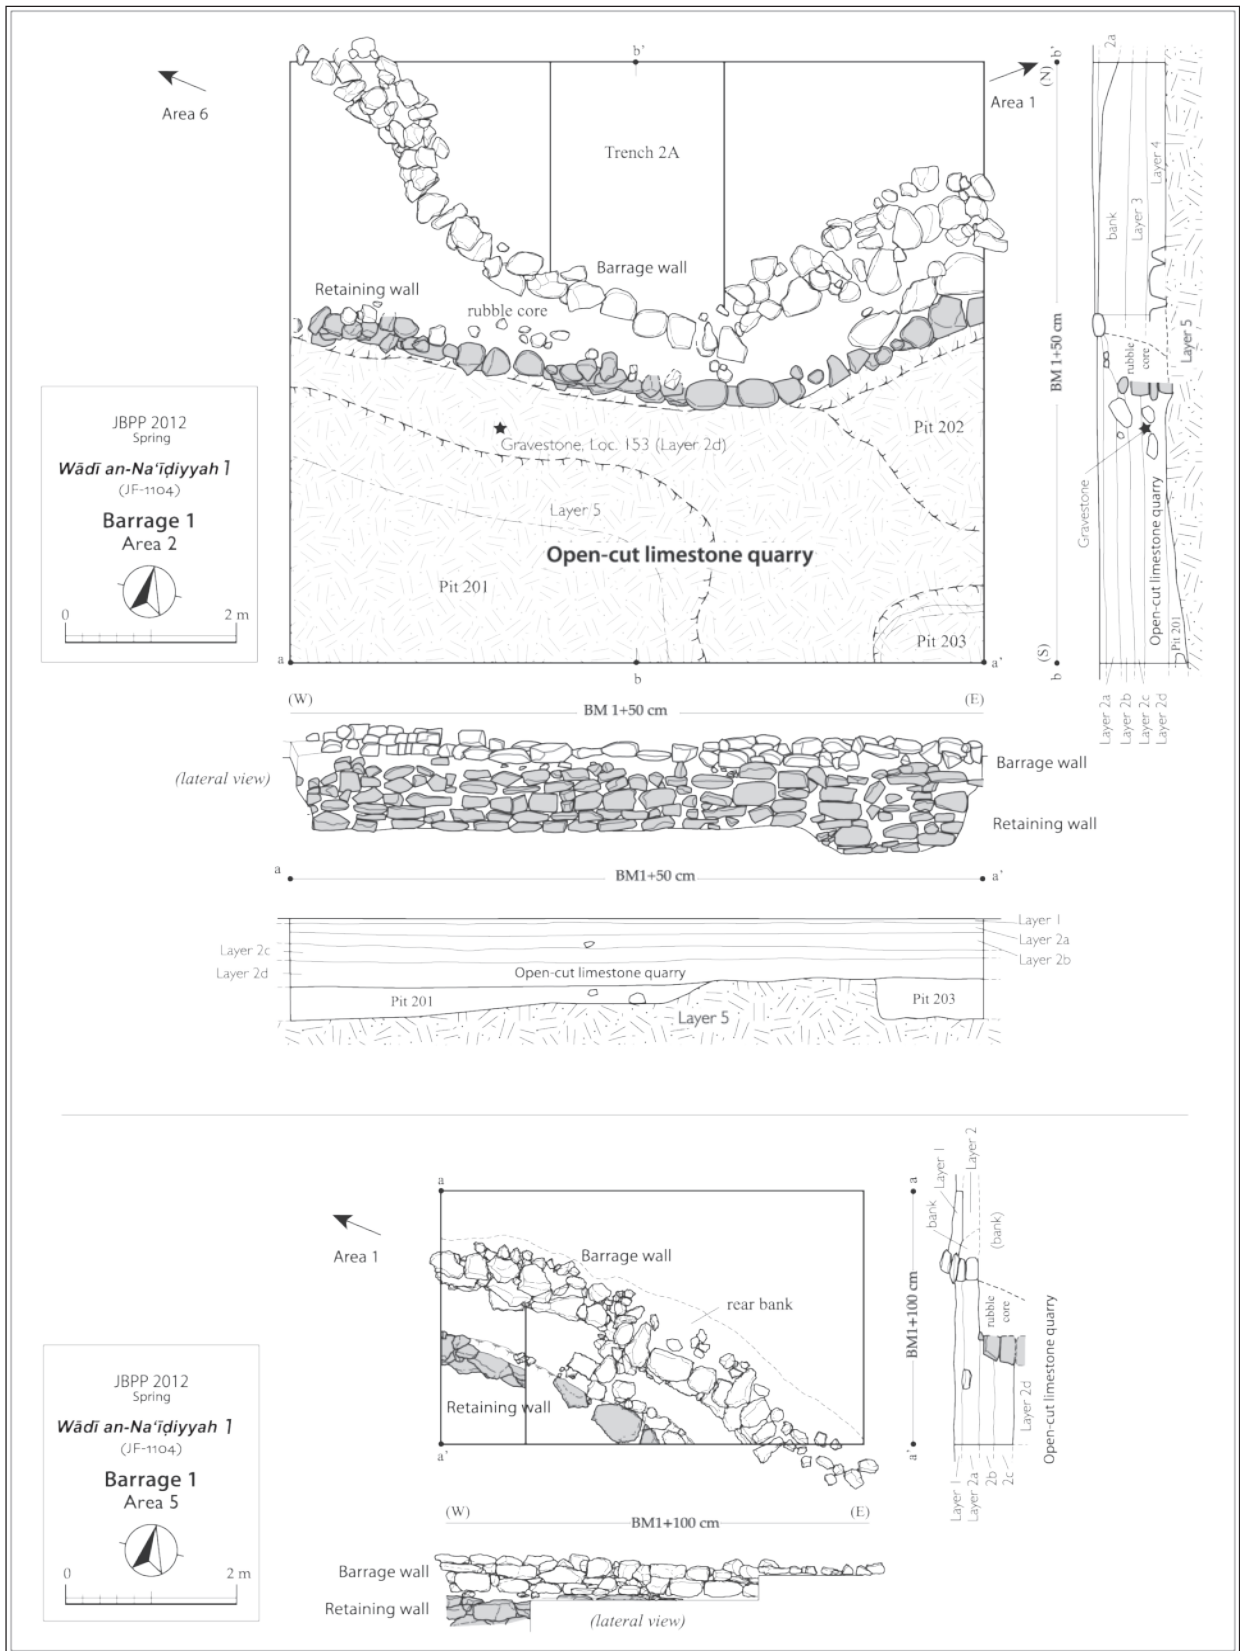 b'
Area 6
Area 1
Trench 2A
Barrage wall
Retaining wall
rubble core
Pit 202
Gravestone, Loc. 153 (Layer 2d)
Layer 5
Open-cut limestone quarry
Pit 201
Pit 203
a
b
a'
JBPP 2012
Spring
Wādī an-Na‘īḍiyyah 1
(JF-1104)
Barrage 1
Area 2
0
2 m
2a
b'
(N)
Layer 4
Layer 3
bank
BM 1+50 cm
Layer 5
rubble
core
Gravestone
Open-cut limestone quarry
Pit 201
(S)
b
Layer 2a
Layer 2b
Layer 2c
Layer 2d
(W)
BM 1+50 cm
(E)
(lateral view)
Barrage wall
Retaining wall
a
BM1+50 cm
a'
Layer 1
Layer 2a
Layer 2b
Layer 2c
Layer 2d
Open-cut limestone quarry
Pit 201
Pit 203
Layer 5
a
Area 1
Barrage wall
rear bank
Retaining wall
a'
JBPP 2012
Spring
Wādī an-Na‘īḍiyyah 1
(JF-1104)
Barrage 1
Area 5
0
2 m
a
Layer 1
Layer 2
bank
(bank)
BM1+100 cm
rubble
core
Layer 2d
Open-cut limestone quarry
a'
Layer 1
Layer 2a
2b
2c
(W)
BM1+100 cm
(E)
Barrage wall
Retaining wall
(lateral view)